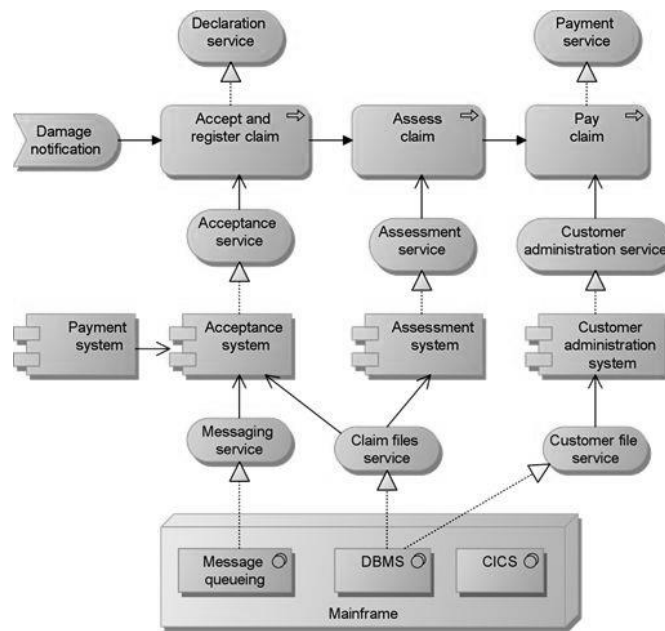 Declaration
service
Payment
service
Damage
notification
Accept and
register claim
Assess
claim
Pay
claim
Acceptance
service
Assessment
service
Customer
administration service
Payment
system
Acceptance
system
Assessment
system
Customer
administration
system
Messaging
service
Claim files
service
Customer file
service
Message
queueing
DBMS
CICS
Mainframe